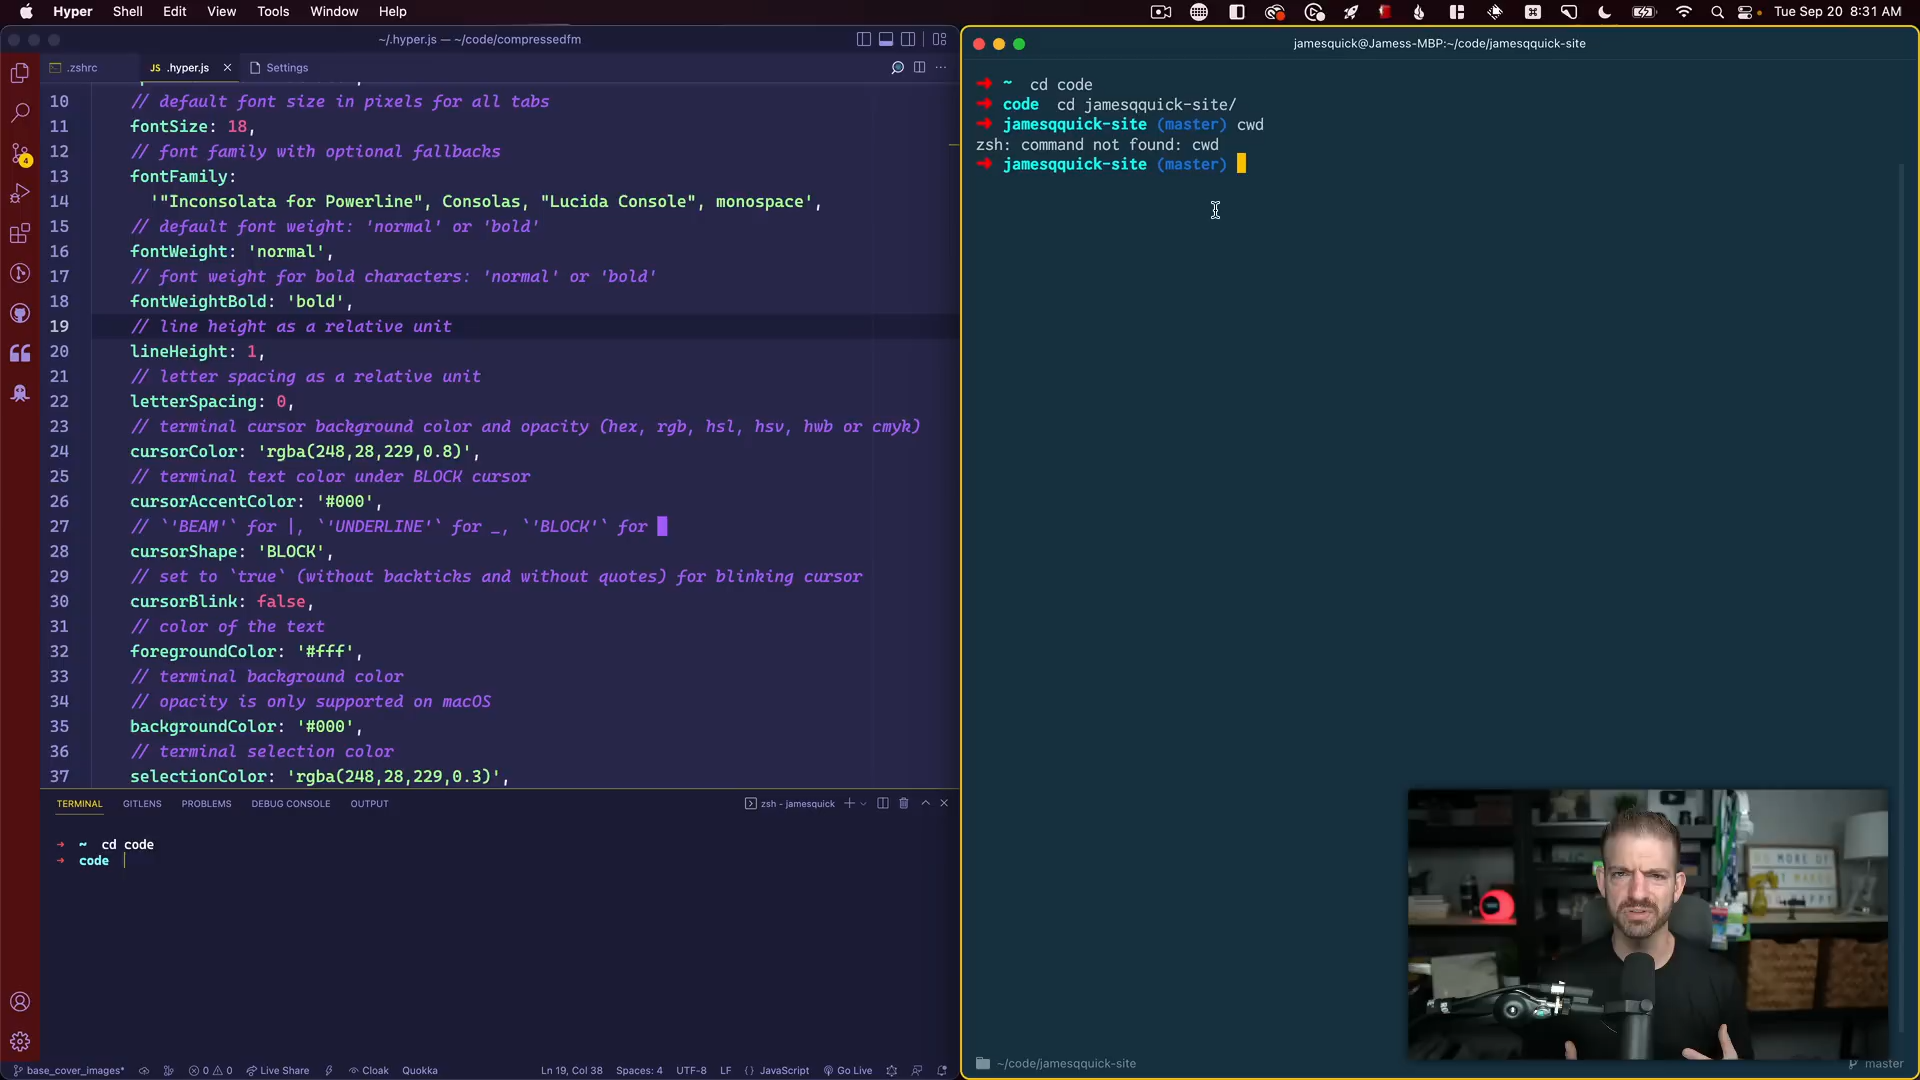 Hyper Shell Edit View Tools Window Help
Tue Sep 20 8:31 AM
~/.hyper.js — ~/code/compressedfm
.zshrc
JS .hyper.js
Settings
10 // default font size in pixels for all tabs
11 fontSize: 18,
12 // font family with optional fallbacks
13 fontFamily:
14 '"Inconsolata for Powerline", Consolas, "Lucida Console", monospace',
15 // default font weight: 'normal' or 'bold'
16 fontWeight: 'normal',
17 // font weight for bold characters: 'normal' or 'bold'
18 fontWeightBold: 'bold',
19 // line height as a relative unit
20 lineHeight: 1,
21 // letter spacing as a relative unit
22 letterSpacing: 0,
23 // terminal cursor background color and opacity (hex, rgb, hsl, hsv, hwb or cmyk)
24 cursorColor: 'rgba(248,28,229,0.8)',
25 // terminal text color under BLOCK cursor
26 cursorAccentColor: '#000',
27 // `'BEAM'` for |, `'UNDERLINE'` for _, `'BLOCK'` for █
28 cursorShape: 'BLOCK',
29 // set to `true` (without backticks and without quotes) for blinking cursor
30 cursorBlink: false,
31 // color of the text
32 foregroundColor: '#fff',
33 // terminal background color
34 // opacity is only supported on macOS
35 backgroundColor: '#000',
36 // terminal selection color
37 selectionColor: 'rgba(248,28,229,0.3)',
TERMINAL GITLENS PROBLEMS DEBUG CONSOLE OUTPUT
zsh - jamesquick
➜ ~ cd code
➜ code
4
base_cover_images* 0 0 Live Share Cloak Quokka
Ln 19, Col 38 Spaces: 4 UTF-8 LF {} JavaScript Go Live
jamesquick@Jamess-MBP:~/code/jamesqquick-site
➜ ~ cd code
➜ code cd jamesqquick-site/
➜ jamesqquick-site (master) cwd
zsh: command not found: cwd
➜ jamesqquick-site (master)
~/code/jamesqquick-site
master